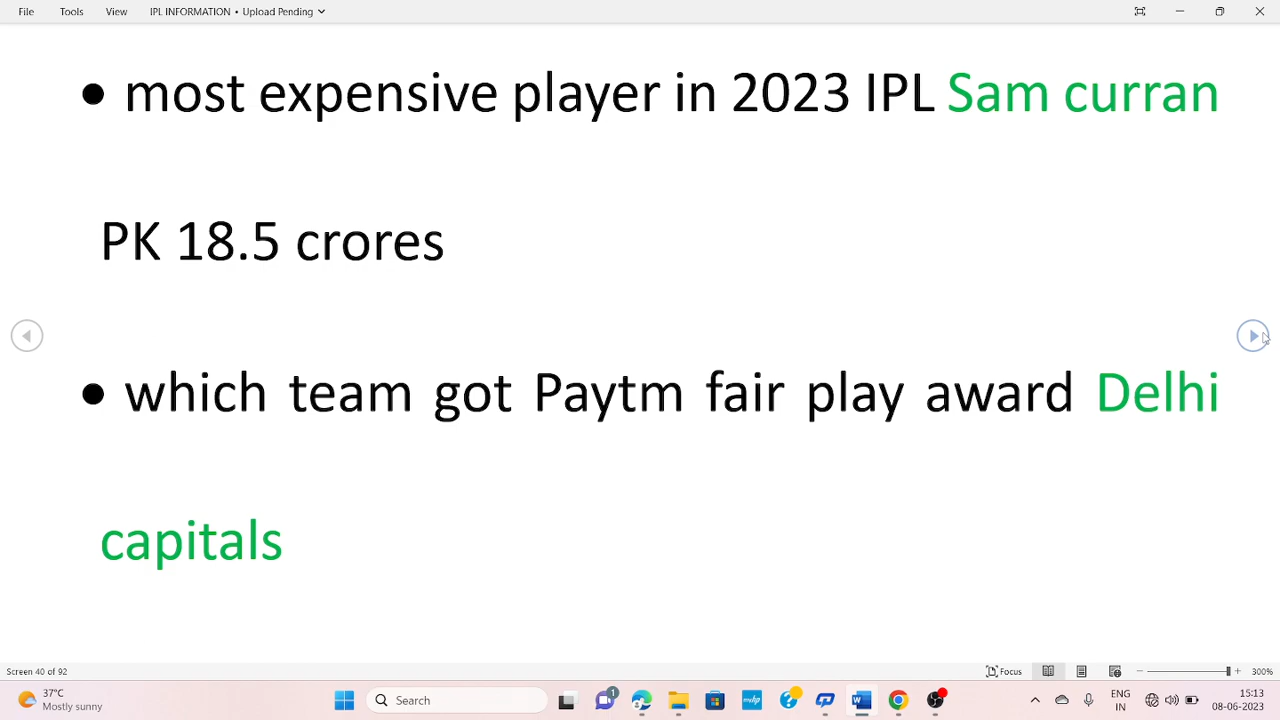 File Tools View IPL INFORMATION • Upload Pending
• most expensive player in 2023 IPL Sam curran
PK 18.5 crores
• which team got Paytm fair play award Delhi
capitals
Screen 40 of 92 Focus 300%
37°C
Mostly sunny
Search
1
myhp
ENG
IN
15:13
08-06-2023